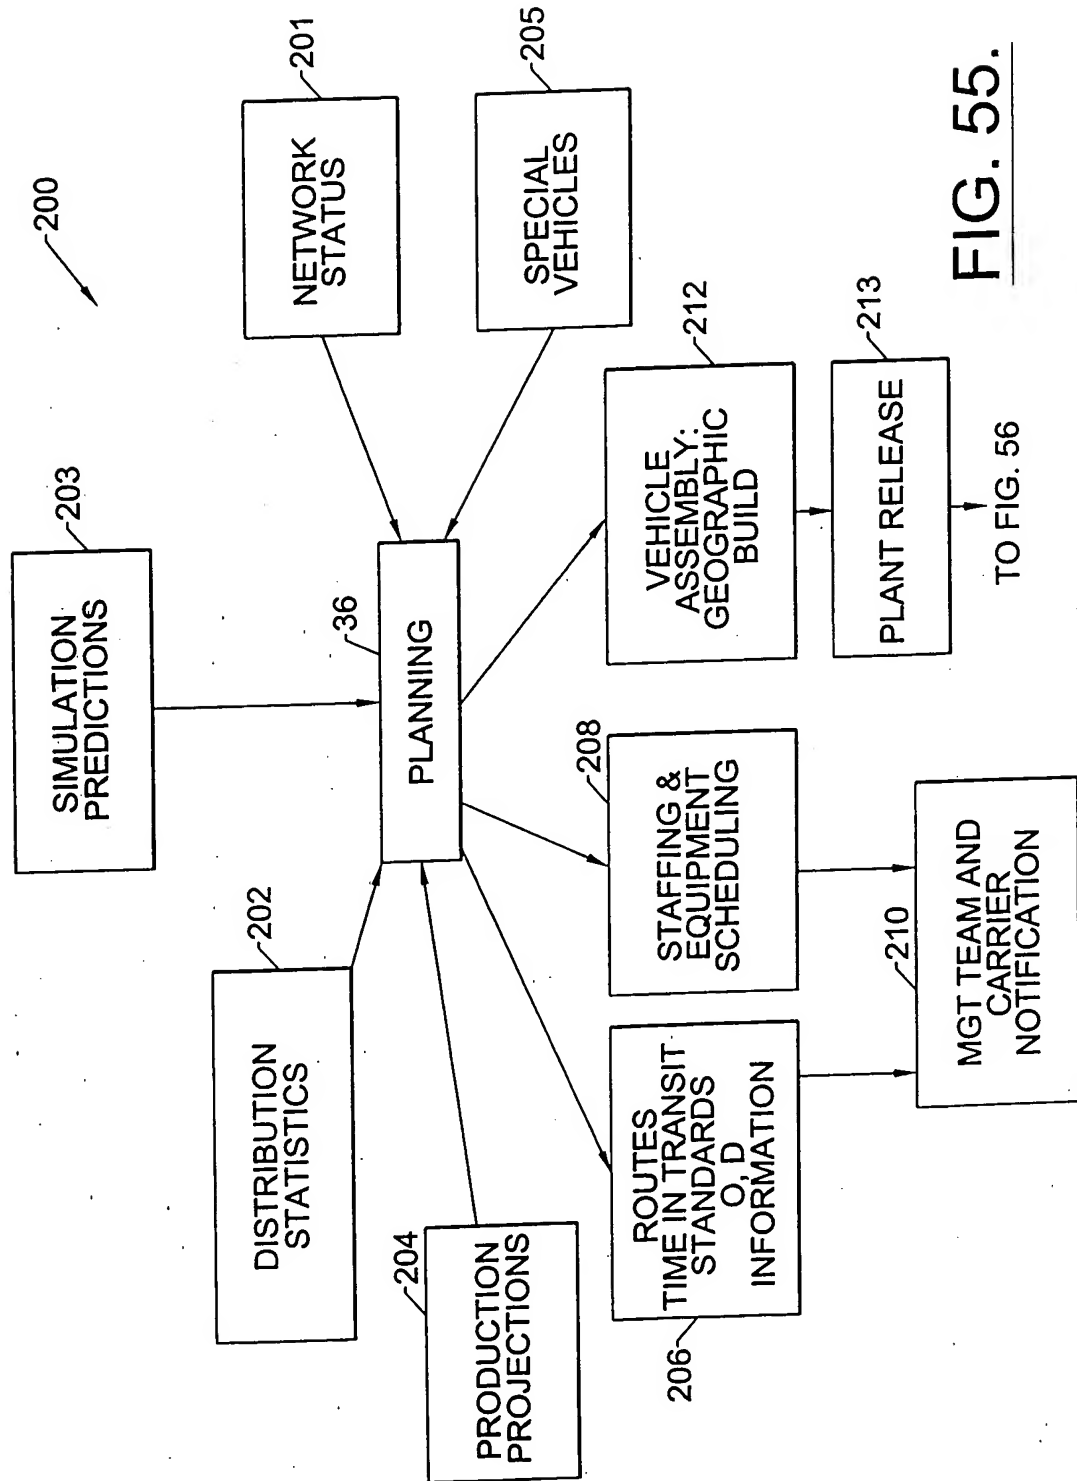 200
203
SIMULATION
PREDICTIONS
201
NETWORK
STATUS
202
DISTRIBUTION
STATISTICS
36
PLANNING
205
SPECIAL
VEHICLES
204
PRODUCTION
PROJECTIONS
206
ROUTES
TIME IN TRANSIT
STANDARDS
O, D
INFORMATION
208
STAFFING &
EQUIPMENT
SCHEDULING
212
VEHICLE
ASSEMBLY:
GEOGRAPHIC
BUILD
213
PLANT RELEASE
210
MGT TEAM AND
CARRIER
NOTIFICATION
TO FIG. 56
FIG. 55.